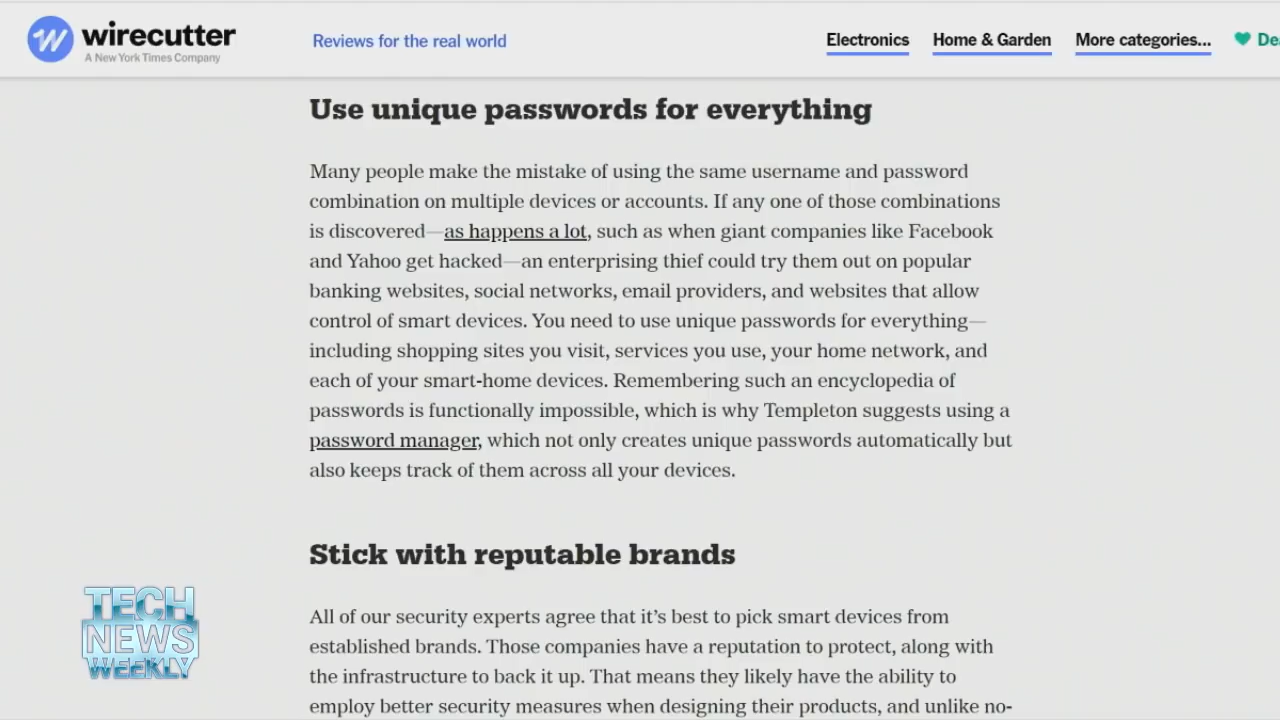 wirecutter
A New York Times Company
Reviews for the real world
Electronics
Home & Garden
More categories...
Use unique passwords for everything
Many people make the mistake of using the same username and password
combination on multiple devices or accounts. If any one of those combinations
is discovered—as happens a lot, such as when giant companies like Facebook
and Yahoo get hacked—an enterprising thief could try them out on popular
banking websites, social networks, email providers, and websites that allow
control of smart devices. You need to use unique passwords for everything—
including shopping sites you visit, services you use, your home network, and
each of your smart-home devices. Remembering such an encyclopedia of
passwords is functionally impossible, which is why Templeton suggests using a
password manager, which not only creates unique passwords automatically but
also keeps track of them across all your devices.
Stick with reputable brands
All of our security experts agree that it’s best to pick smart devices from
established brands. Those companies have a reputation to protect, along with
the infrastructure to back it up. That means they likely have the ability to
employ better security measures when designing their products, and unlike no-
TECH
NEWS
WEEKLY